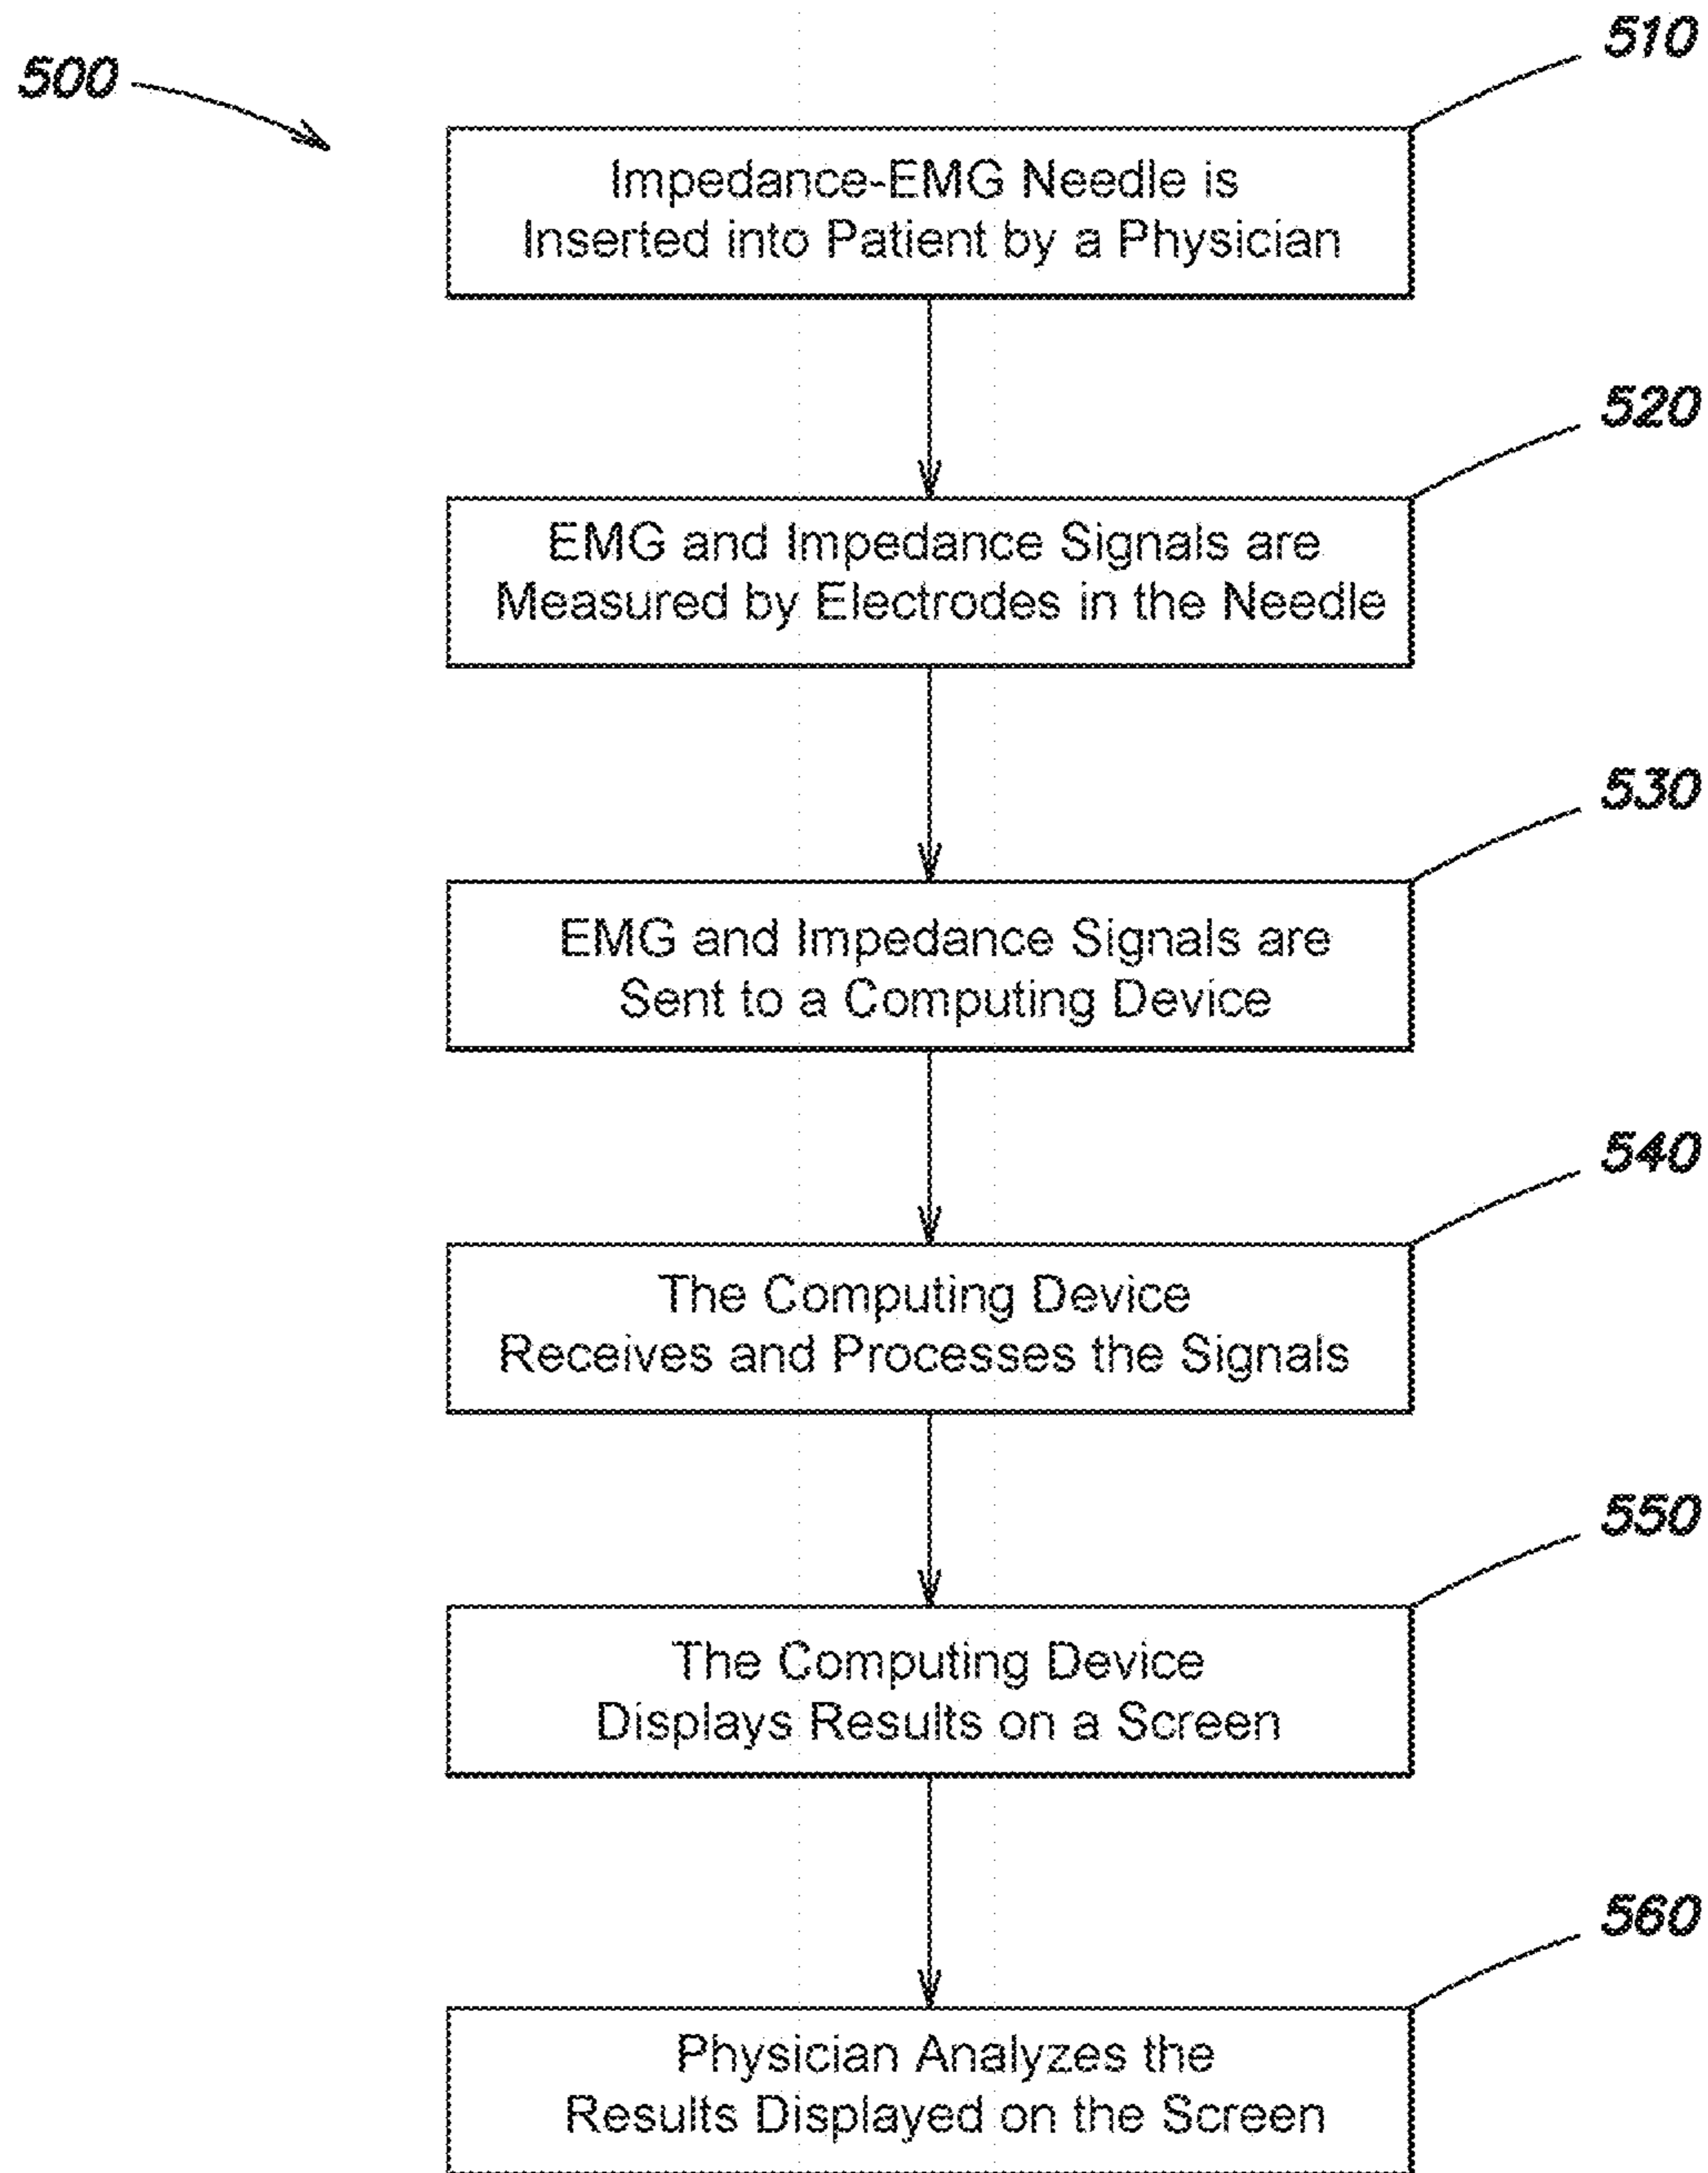 500
510
Impedance-EMG Needle is
Inserted into Patient by a Physician
520
EMG and Impedance Signals are
Measured by Electrodes in the Needle
530
EMG and Impedance Signals are
Sent to a Computing Device
540
The Computing Device
Receives and Processes the Signals
550
The Computing Device
Displays Results on a Screen
560
Physician Analyzes the
Results Displayed on the Screen